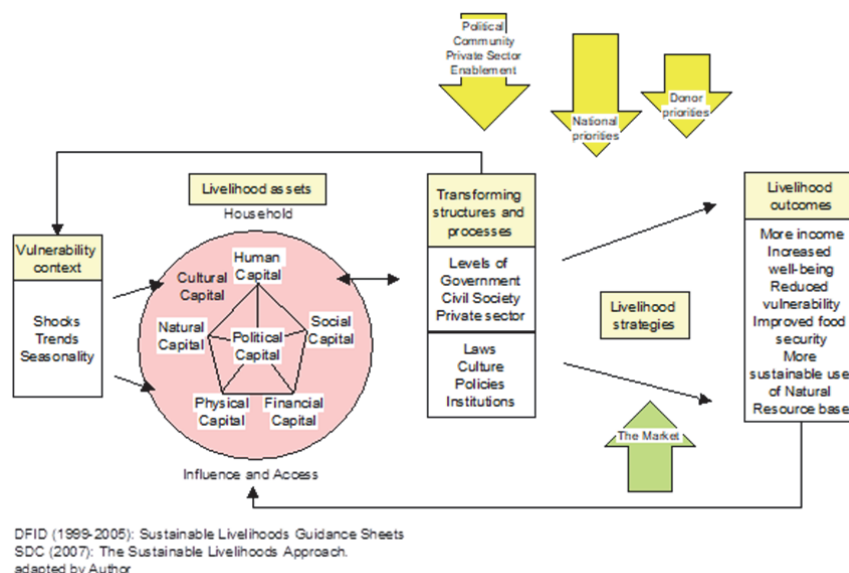 Political
Community
Private Sector
Enablement
National
priorities
Donor
priorities
Livelihood assets
Household
Transforming
structures and
processes
Livelihood
outcomes
Vulnerability
context
Shocks
Trends
Seasonality
Human
Capital
Cultural
Capital
Natural
Capital
Political
Capital
Social
Capital
Physical
Capital
Financial
Capital
Influence and Access
Levels of
Government
Civil Society
Private sector
Laws
Culture
Policies
Institutions
Livelihood
strategies
The Market
More income
Increased
well-being
Reduced
vulnerability
Improved food
security
More
sustainable use
of Natural
Resource base
DFID (1999-2005): Sustainable Livelihoods Guidance Sheets
SDC (2007): The Sustainable Livelihoods Approach.
adapted by Author